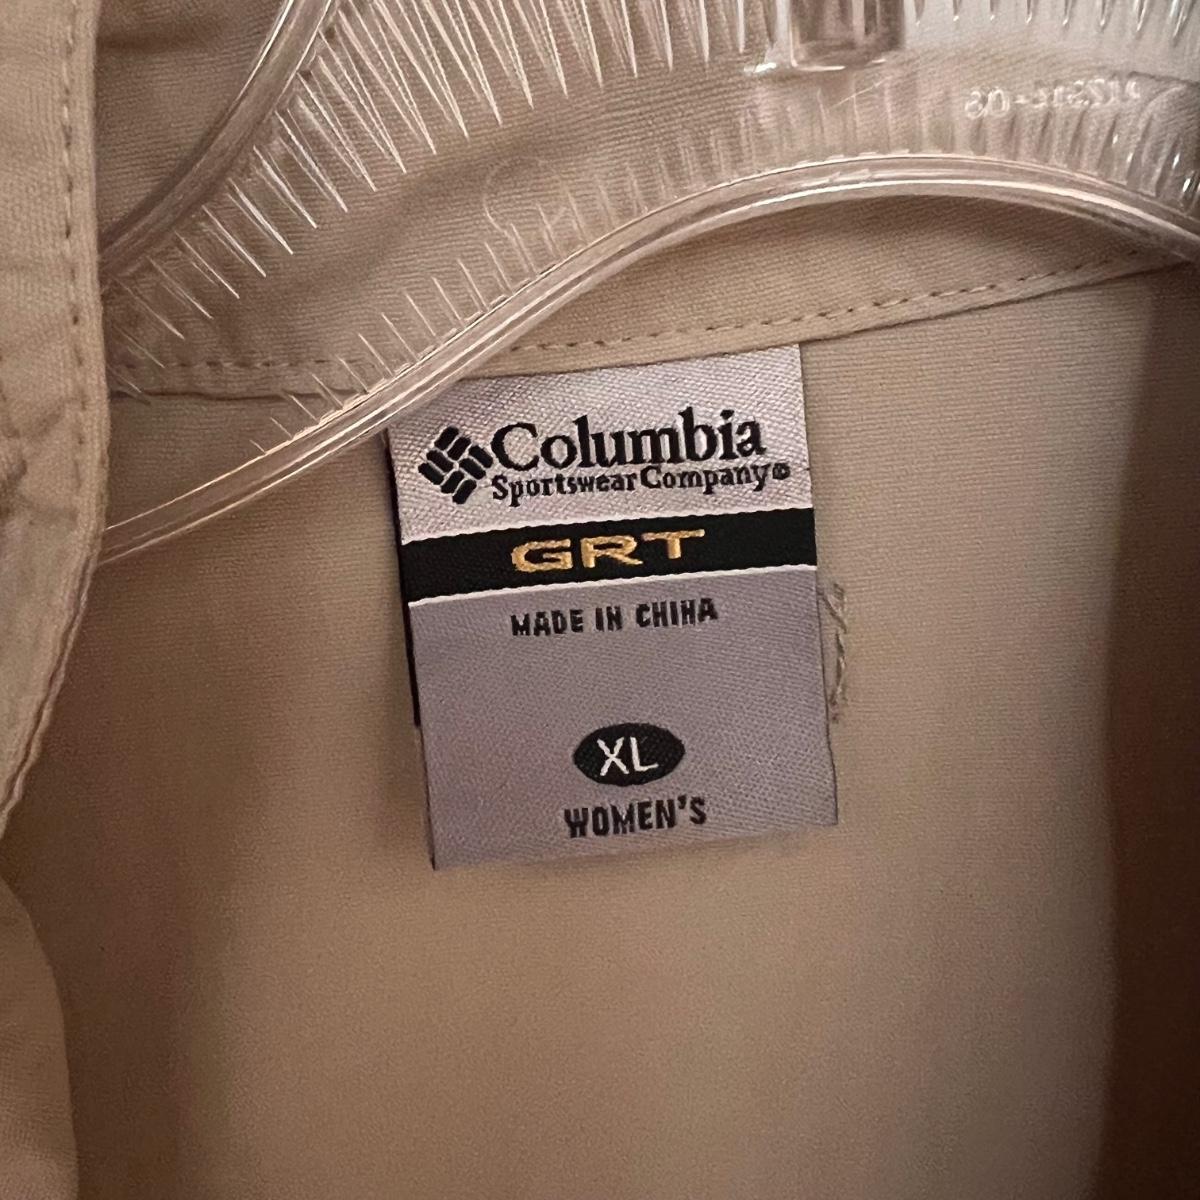 Columbia
Sportswear Company®
GRT
MADE IN CHINA
XL
WOMEN'S